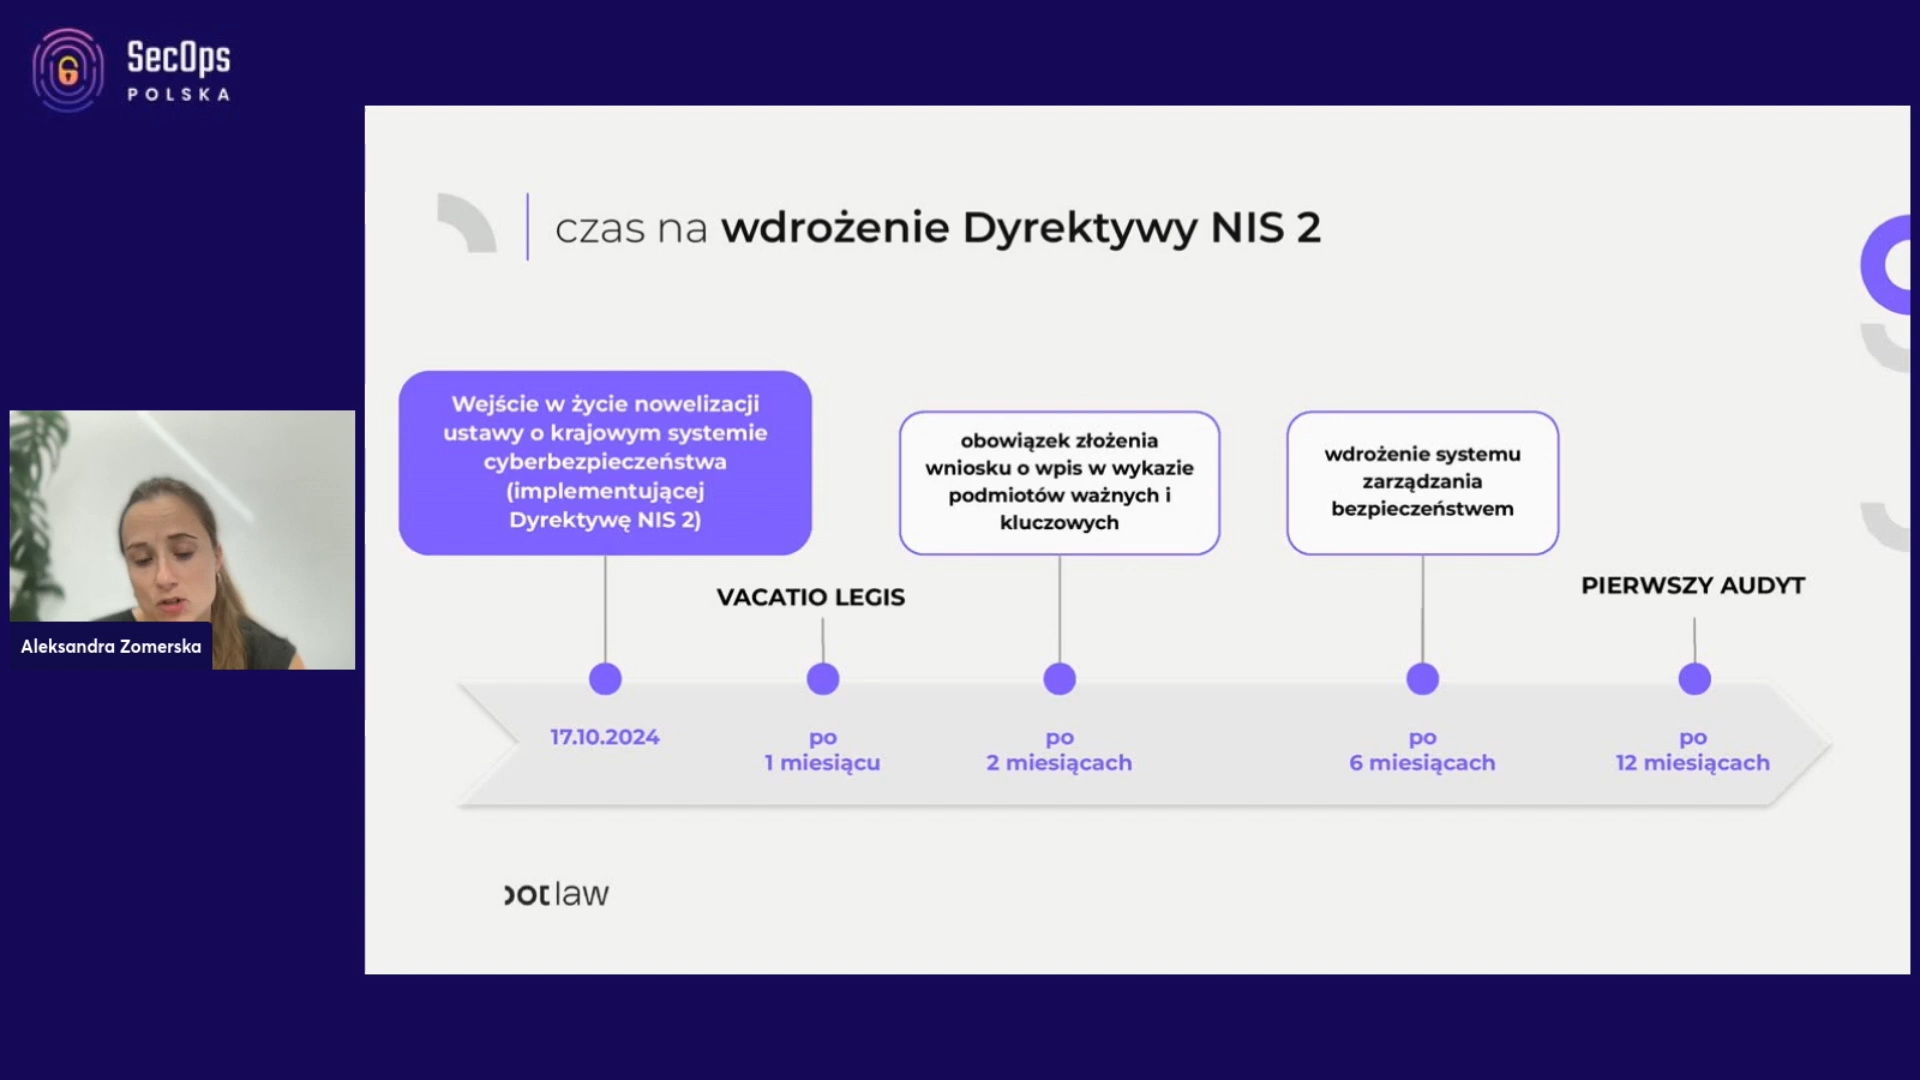 SecOps
POLSKA
czas na wdrożenie Dyrektywy NIS 2
Wejście w życie nowelizacji
ustawy o krajowym systemie
cyberbezpieczeństwa
(implementującej
Dyrektywę NIS 2)
obowiązek złożenia
wniosku o wpis w wykazie
podmiotów ważnych i
kluczowych
wdrożenie systemu
zarządzania
bezpieczeństwem
VACATIO LEGIS
PIERWSZY AUDYT
Aleksandra Zomerska
17.10.2024
po
1 miesiącu
po
2 miesiącach
po
6 miesiącach
po
12 miesiącach
law